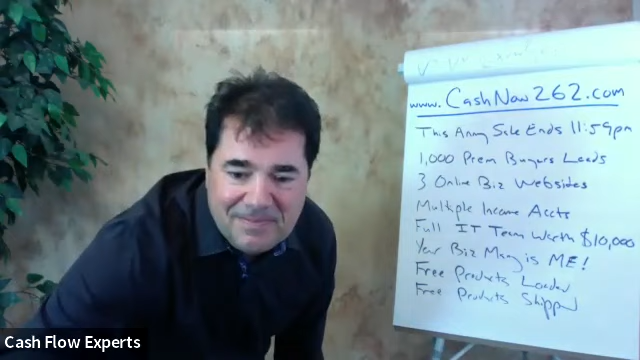 www.CashNow262.com
This Amy Sale Ends 11:59pm
1,000 Prem Buyers Leads
3 Online Biz Websides
Multiple Income Accts
Full IT Team Worth $10,000
Your Biz Mang is ME!
Free Products Loaded
Free Products Shipped
Cash Flow Experts